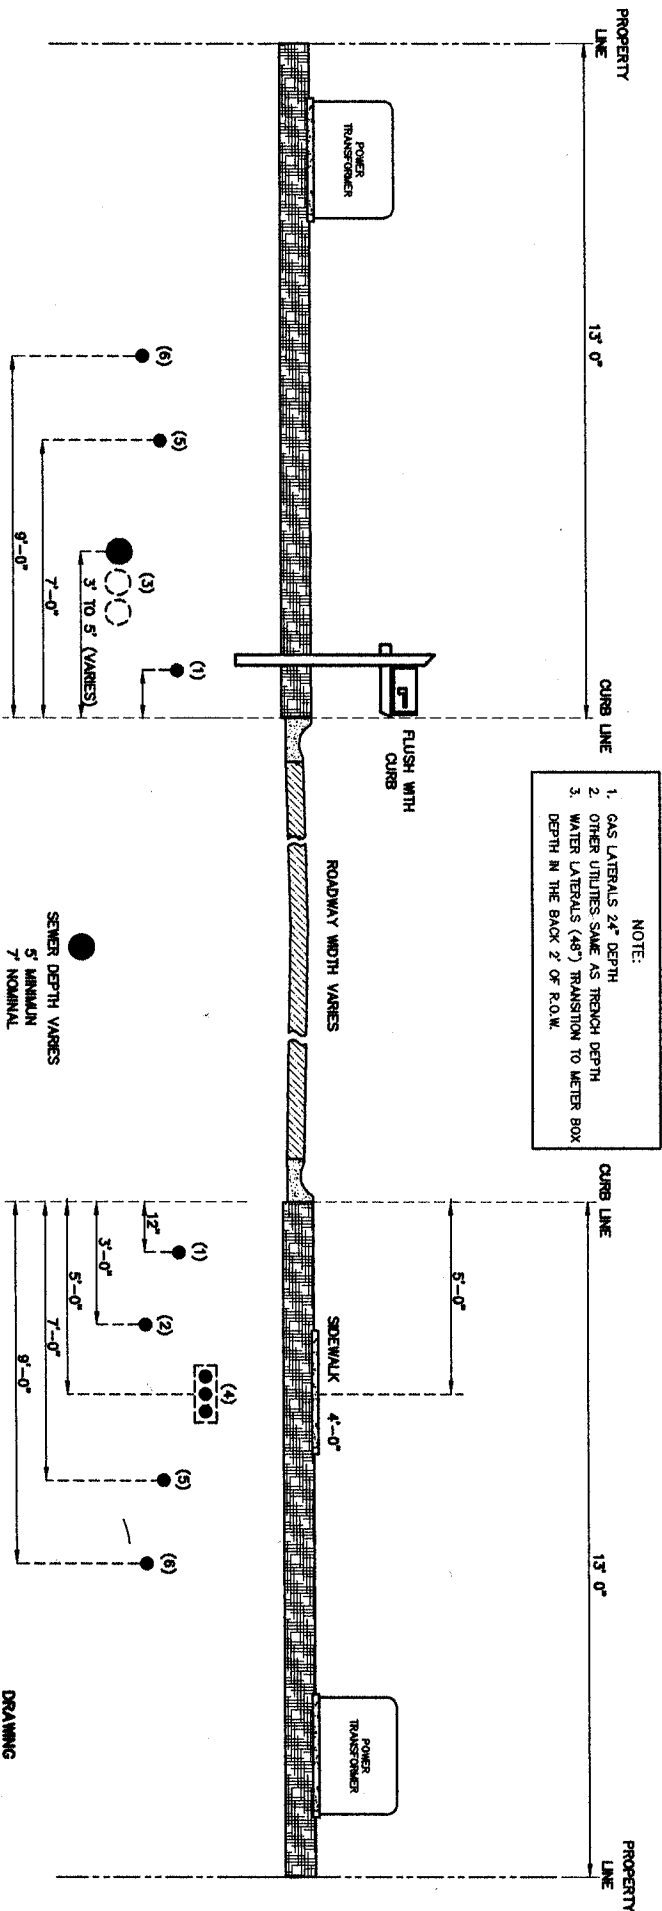 PROPERTY
LINE
13' 0"
CURB LINE
NOTE:
1. GAS LATERALS 24" DEPTH
2. OTHER UTILITIES SAME AS TRENCH DEPTH
3. WATER LATERALS (48") TRANSITION TO METER BOX
DEPTH IN THE BACK 2' OF R.O.W.
CURB LINE
13' 0"
PROPERTY
LINE
POWER
TRANSFORMER
FLUSH WITH
CURB
ROADWAY WIDTH VARIES
5'-0"
SIDEWALK 4'-0"
POWER
TRANSFORMER
(6)
(5)
(3)
(1)
3' TO 5' (VARIES)
7'-0"
9'-0"
SEWER DEPTH VARIES
5' MINIMUN
7' NOMINAL
(1)
(2)
(4)
(5)
(6)
12"
3'-0"
5'-0"
7'-0"
9'-0"
DRAWING